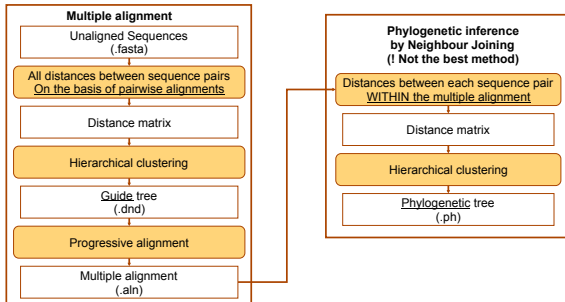 Multiple alignment
Unaligned Sequences
(.fasta)
All distances between sequence pairs
On the basis of pairwise alignments
Distance matrix
Hierarchical clustering
Guide tree
(.dnd)
Progressive alignment
Multiple alignment
(.aln)
Phylogenetic inference
by Neighbour Joining
(! Not the best method)
Distances between each sequence pair
WITHIN the multiple alignment
Distance matrix
Hierarchical clustering
Phylogenetic tree
(.ph)